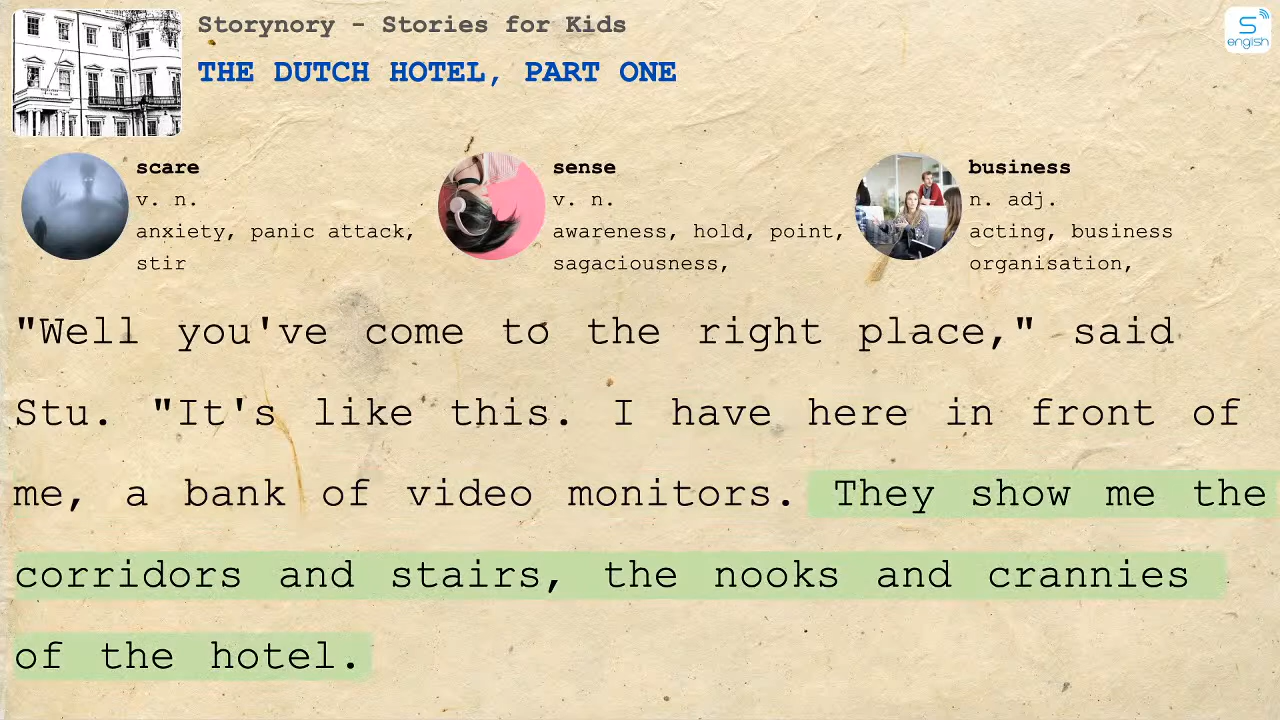 Storynory - Stories for Kids
THE DUTCH HOTEL, PART ONE
S
english
scare
v. n.
anxiety, panic attack,
stir
sense
v. n.
awareness, hold, point,
sagaciousness,
business
n. adj.
acting, business
organisation,
"Well you've come to the right place," said
Stu. "It's like this. I have here in front of
me, a bank of video monitors. They show me the
corridors and stairs, the nooks and crannies
of the hotel.